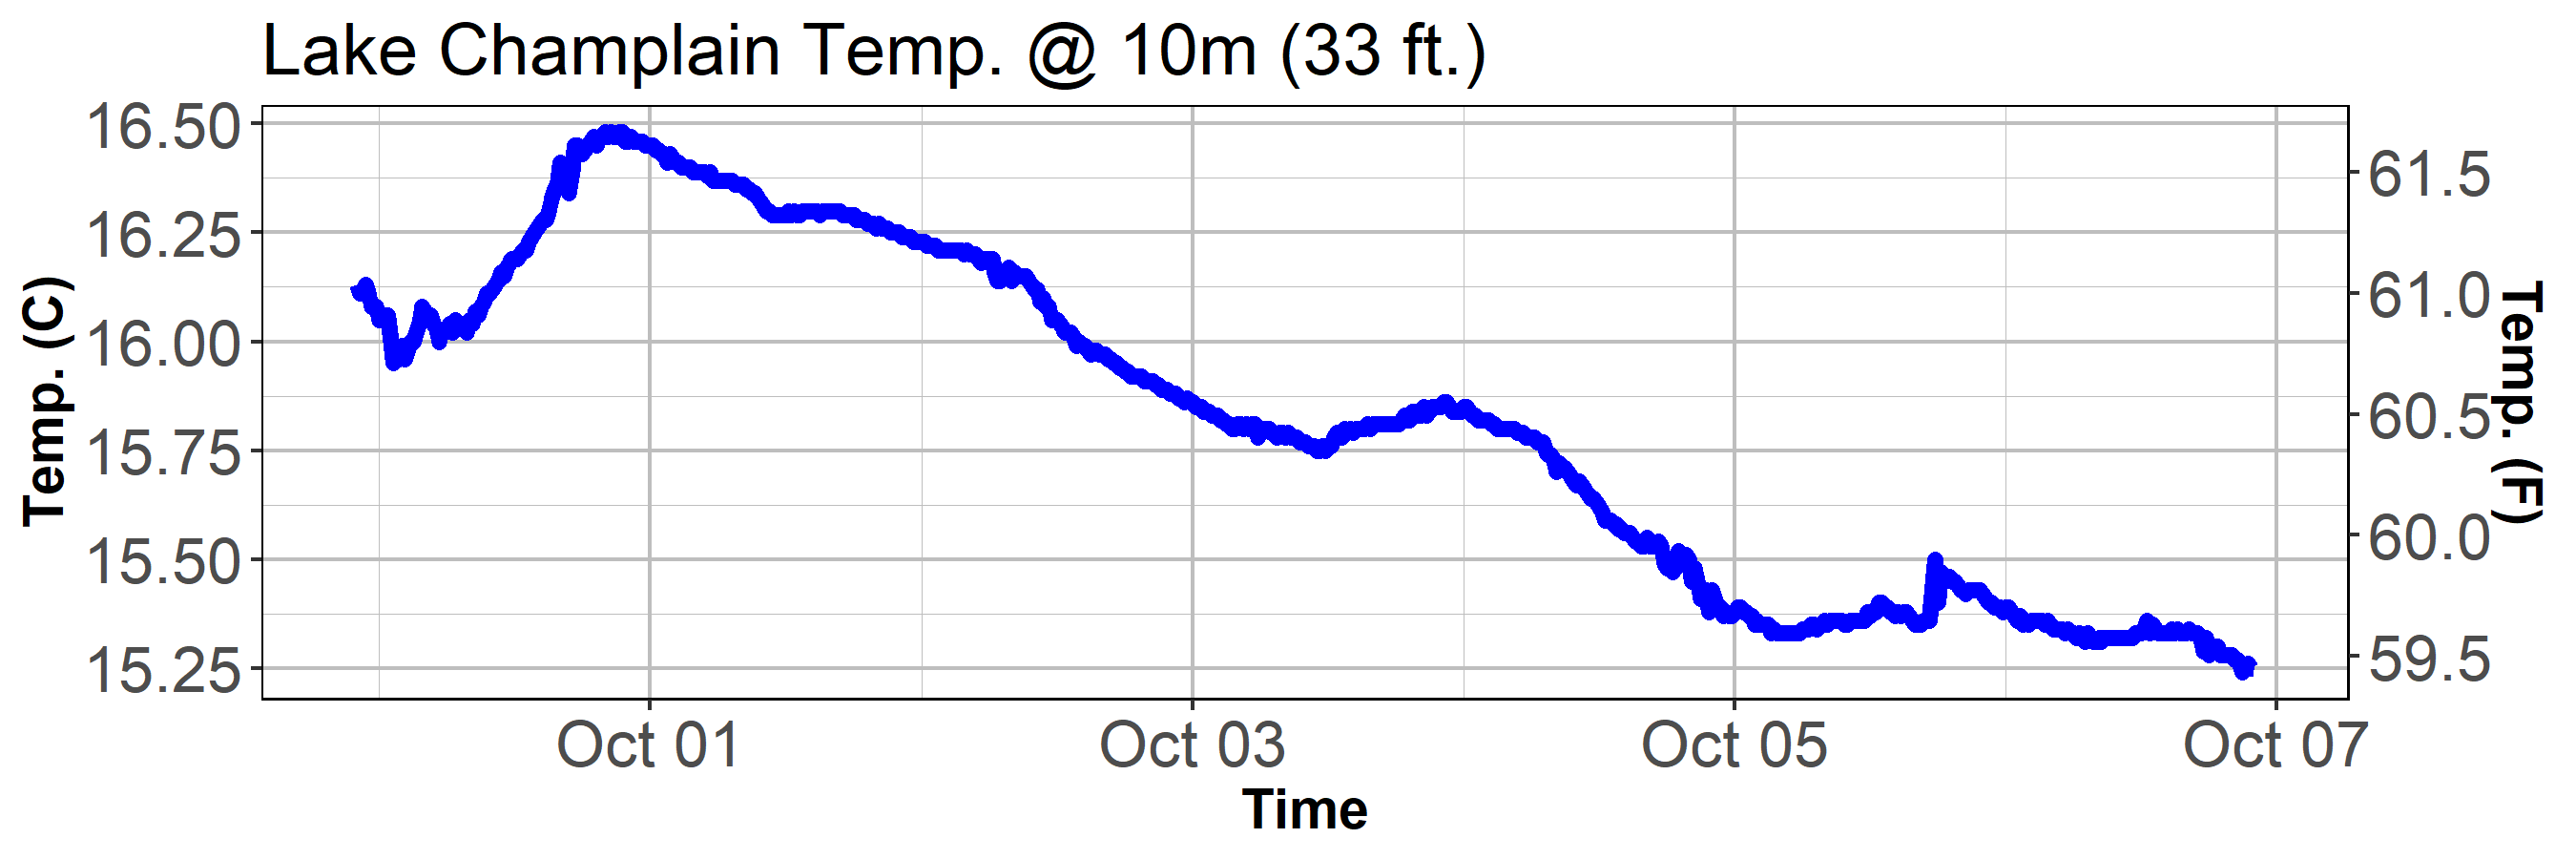 Lake Champlain Temp. @ 10m (33 ft.)
Temp. (C)
16.50
16.25
16.00
15.75
15.50
15.25
61.5
61.0
60.5
60.0
59.5
Temp. (F)
Oct 01 Oct 03 Oct 05 Oct 07
Time